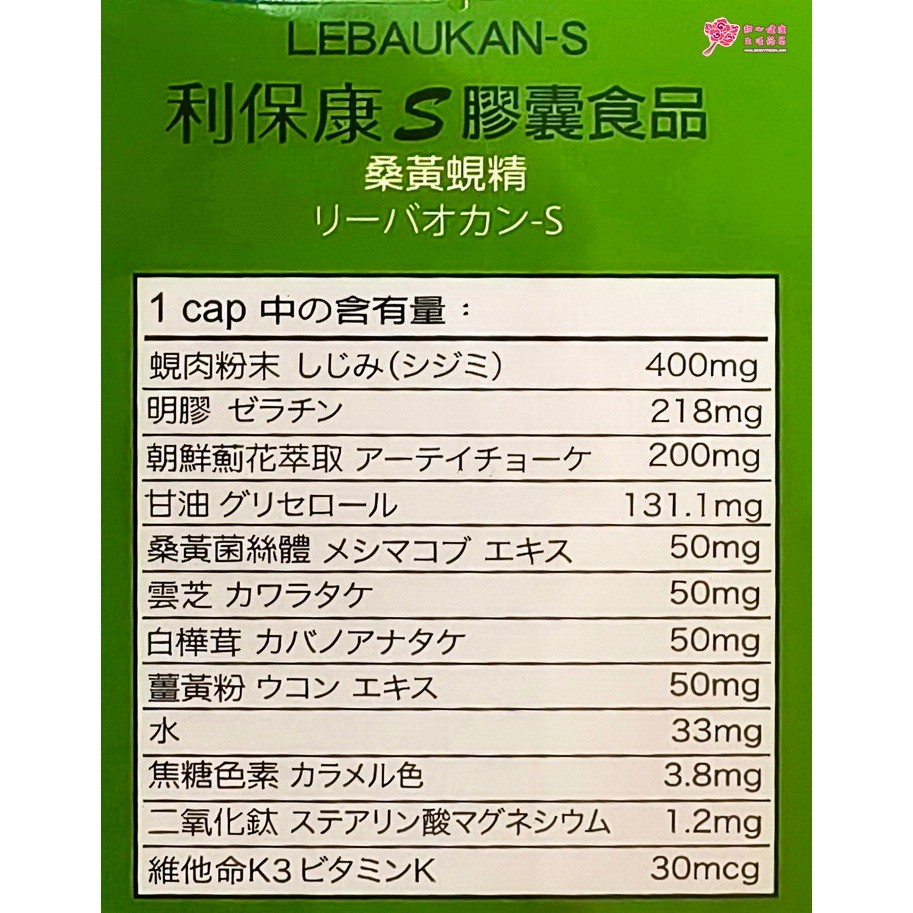 LEBAUKAN-S
甜心健康
生活倍思
利保康S膠囊食品
桑黃蜆精
リーバオカン-S
1 cap 中の含有量：
蜆肉粉末 しじみ(シジミ) 400mg
明膠 ゼラチン 218mg
朝鮮薊花萃取 アーテイチョーケ 200mg
甘油 グリセロール 131.1mg
桑黃菌絲體 メシマコブ エキス 50mg
雲芝 カワラタケ 50mg
白樺茸 カバノアナタケ 50mg
薑黃粉 ウコン エキス 50mg
水 33mg
焦糖色素 カラメル色 3.8mg
二氧化鈦 ステアリン酸マグネシウム 1.2mg
維他命K3 ビタミンK 30mcg